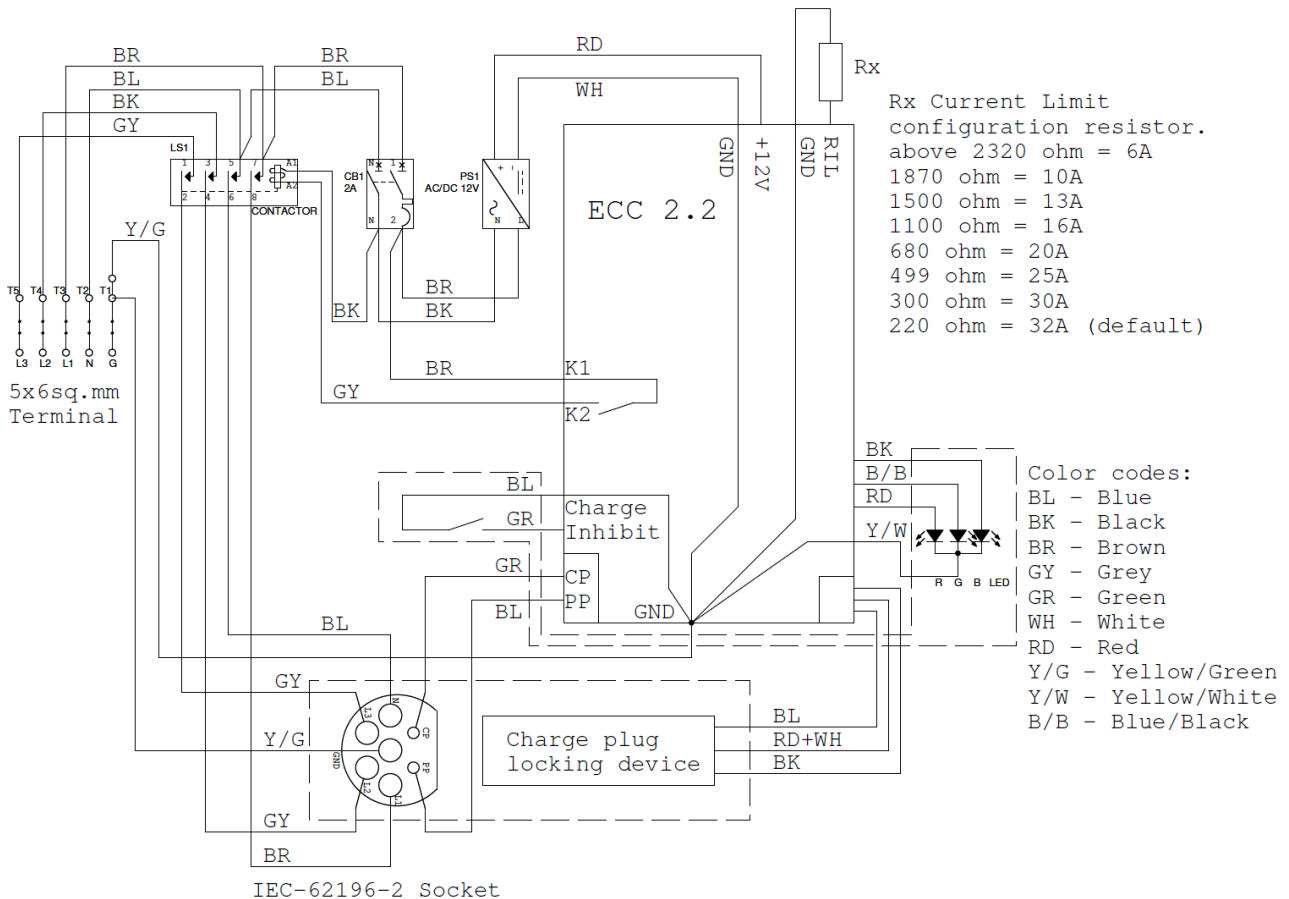 BR
BL
BK
GY
BR
BL
RD
WH
Rx
Rx Current Limit
configuration resistor.
above 2320 ohm = 6A
1870 ohm = 10A
1500 ohm = 13A
1100 ohm = 16A
680 ohm = 20A
499 ohm = 25A
300 ohm = 30A
220 ohm = 32A (default)
LS1
1 3 5 7 A1
A2
2 4 6 8
CONTACTOR
N 1
CB1
2A
N 2
PS1
AC/DC 12V
+ -
N L
GND
+12V
GND
RIL
ECC 2.2
Y/G
BR
BK
BK
T5 T4 T3 T2 T1
L3 L2 L1 N G
5x6sq.mm
Terminal
BR
K1
GY
K2
BL
Charge
GR
Inhibit
GR
CP
BL
PP
GND
BK
B/B
RD
Y/W
R G B LED
Color codes:
BL - Blue
BK - Black
BR - Brown
GY - Grey
GR - Green
WH - White
RD - Red
Y/G - Yellow/Green
Y/W - Yellow/White
B/B - Blue/Black
BL
GY
Y/G
GY
BR
N
L3
CP
GND
PP
L2
L1
Charge plug
locking device
BL
RD+WH
BK
IEC-62196-2 Socket